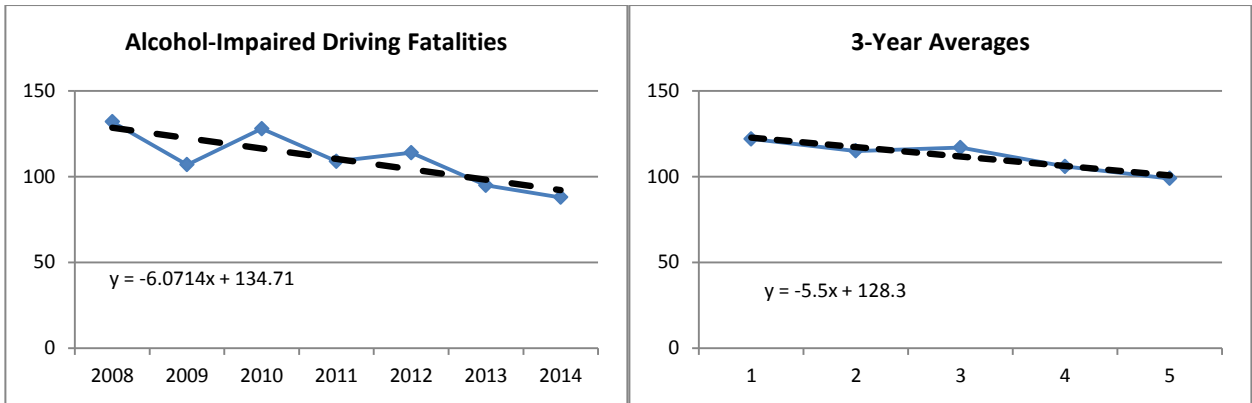 Alcohol-Impaired Driving Fatalities
150
100
50
0
y = -6.0714x + 134.71
2008 2009 2010 2011 2012 2013 2014
3-Year Averages
150
100
50
0
y = -5.5x + 128.3
1 2 3 4 5